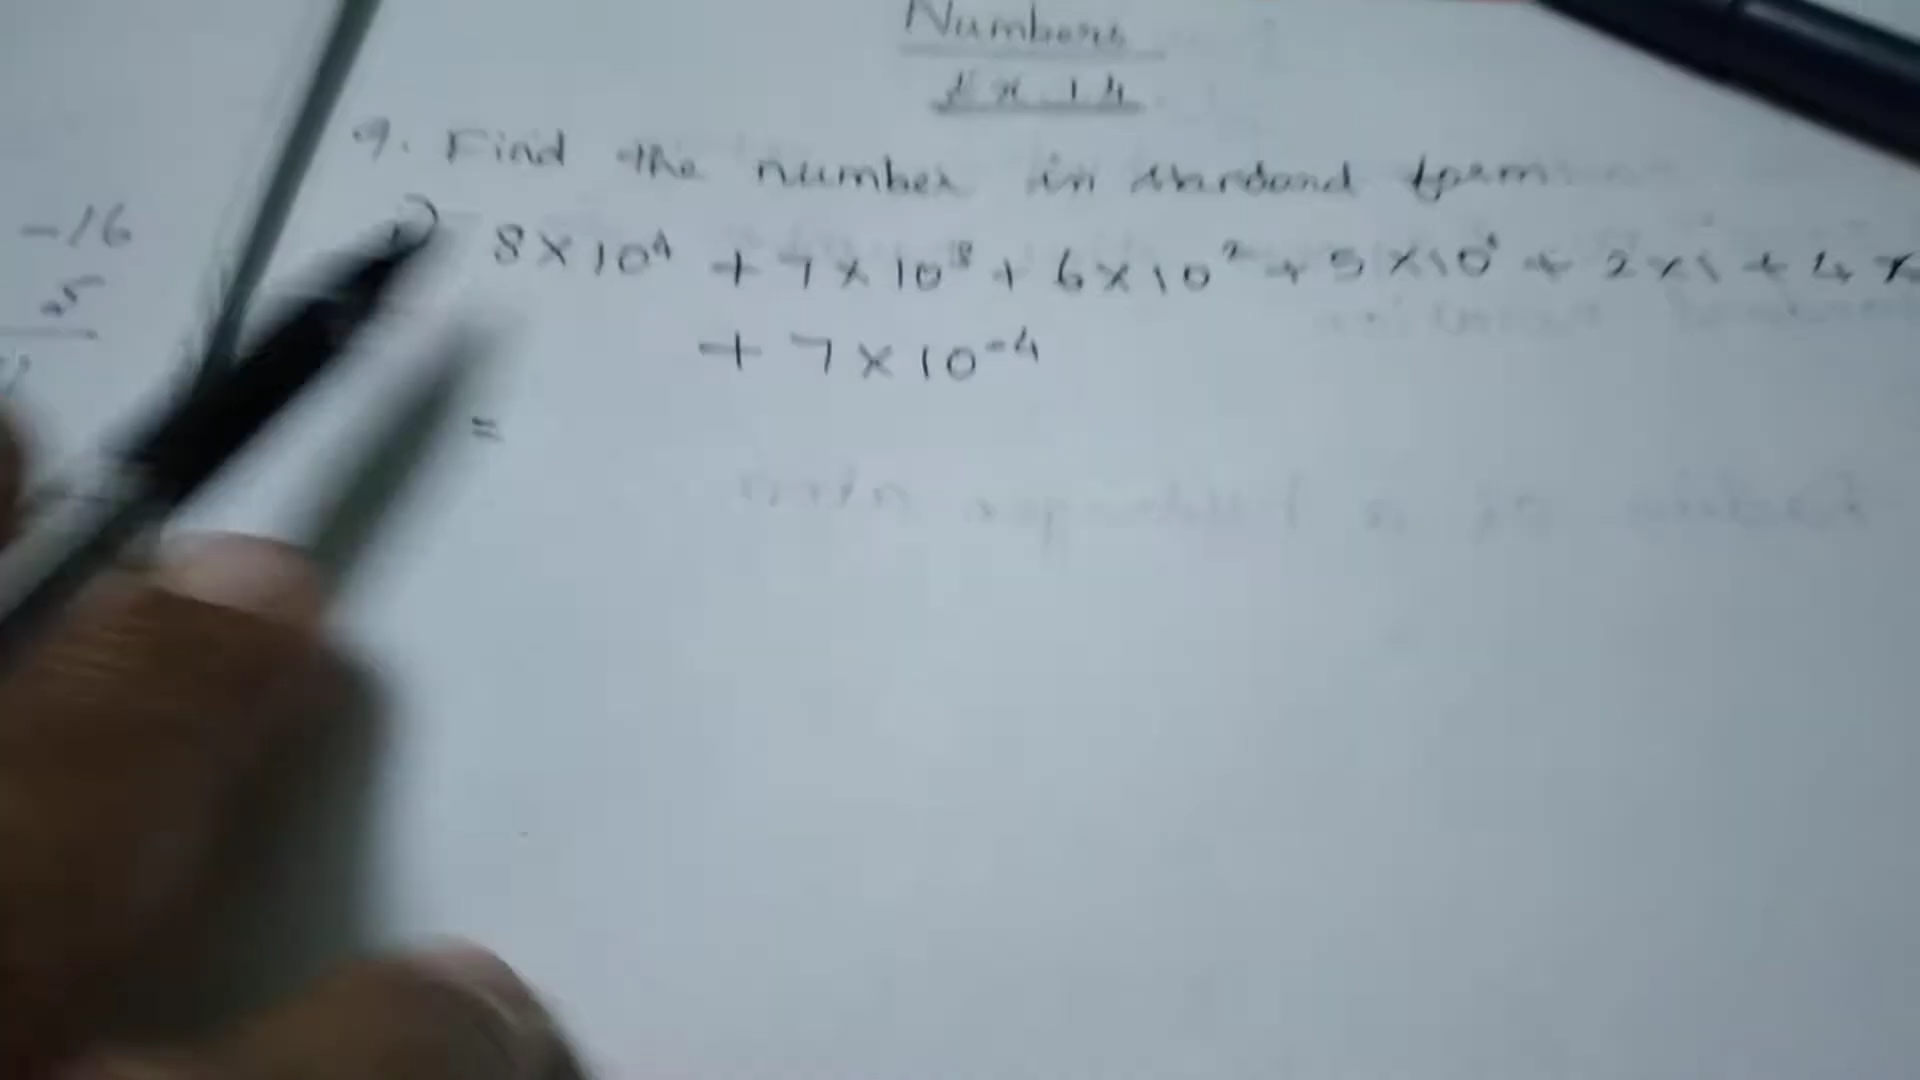 Numbers
Ex 1.4
9. Find the number in standard form
i) 8×10⁴ + 7×10³ + 6×10² + 5×10¹ + 2×1 + 4×
+ 7×10⁻⁴
=
-16